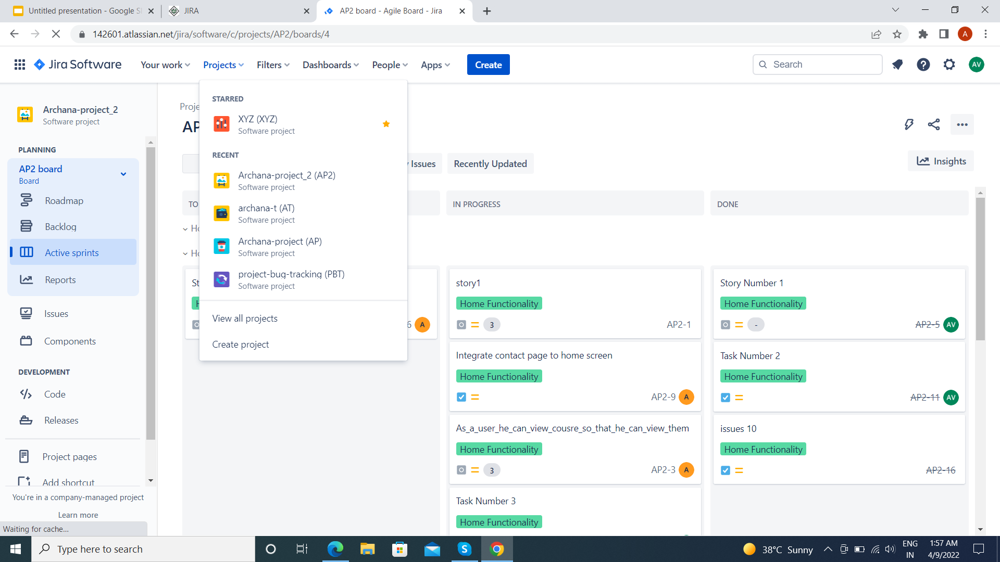 Untitled presentation - Google Sl
JIRA
AP2 board - Agile Board - Jira
142601.atlassian.net/jira/software/c/projects/AP2/boards/4
A
Jira Software
Your work
Projects
Filters
Dashboards
People
Apps
Create
Search
AV
Archana-project_2
Software project
PLANNING
AP2 board
Board
Roadmap
Backlog
Active sprints
Reports
Issues
Components
DEVELOPMENT
Code
Releases
Project pages
Add shortcut
You're in a company-managed project
Learn more
Waiting for cache...
STARRED
XYZ (XYZ)
Software project
RECENT
Archana-project_2 (AP2)
Software project
archana-t (AT)
Software project
Archana-project (AP)
Software project
project-bug-tracking (PBT)
Software project
View all projects
Create project
Proje
AP
Issues
Recently Updated
Insights
TO
IN PROGRESS
DONE
Ho
Ho
St
H
6 A
story1
Home Functionality
3
AP2-1
Integrate contact page to home screen
Home Functionality
AP2-9 A
As_a_user_he_can_view_cousre_so_that_he_can_view_them
Home Functionality
3
AP2-3 A
Task Number 3
Home Functionality
Story Number 1
Home Functionality
-
AP2-5 AV
Task Number 2
Home Functionality
AP2-11 AV
issues 10
Home Functionality
AP2-16
Type here to search
38°C Sunny
ENG
IN
1:57 AM
4/9/2022